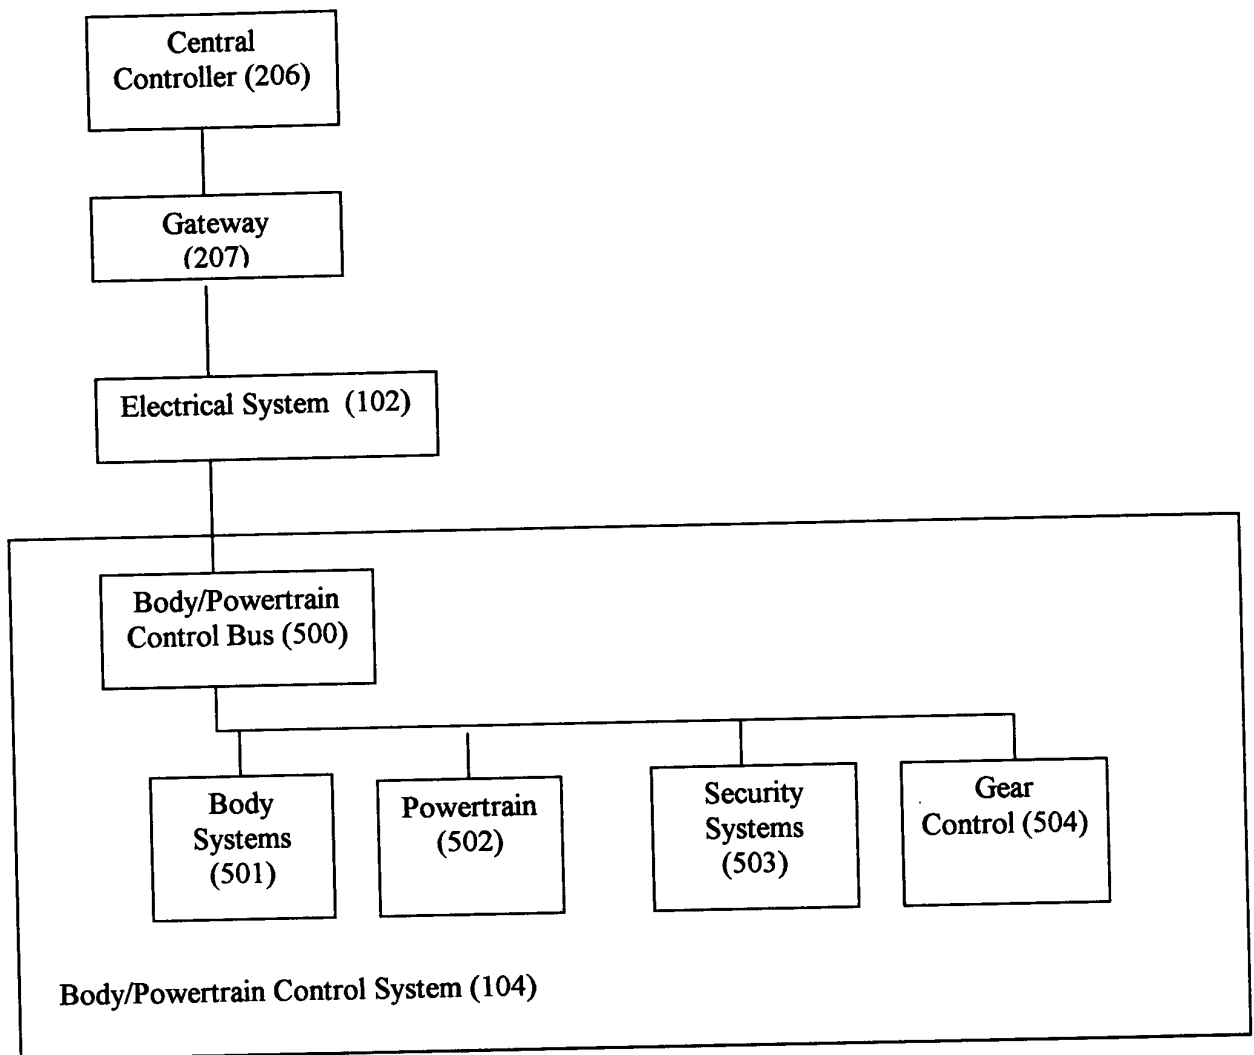 Central
Controller (206)
Gateway
(207)
Electrical System (102)
Body/Powertrain
Control Bus (500)
Body
Systems
(501)
Powertrain
(502)
Security
Systems
(503)
Gear
Control (504)
Body/Powertrain Control System (104)